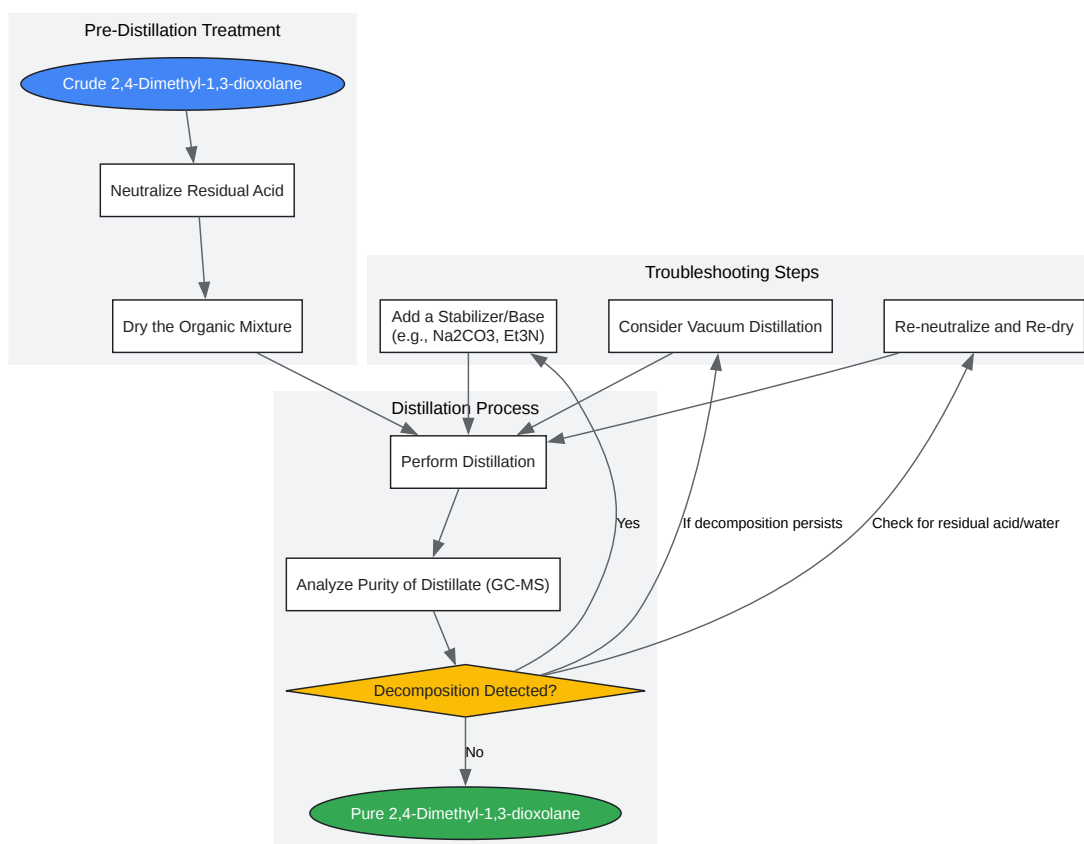 Pre-Distillation Treatment
Crude 2,4-Dimethyl-1,3-dioxolane
Neutralize Residual Acid
Dry the Organic Mixture
Troubleshooting Steps
Add a Stabilizer/Base
(e.g., Na2CO3, Et3N)
Consider Vacuum Distillation
Re-neutralize and Re-dry
Distillation Process
Perform Distillation
Yes
If decomposition persists
Check for residual acid/water
Analyze Purity of Distillate (GC-MS)
Decomposition Detected?
No
Pure 2,4-Dimethyl-1,3-dioxolane